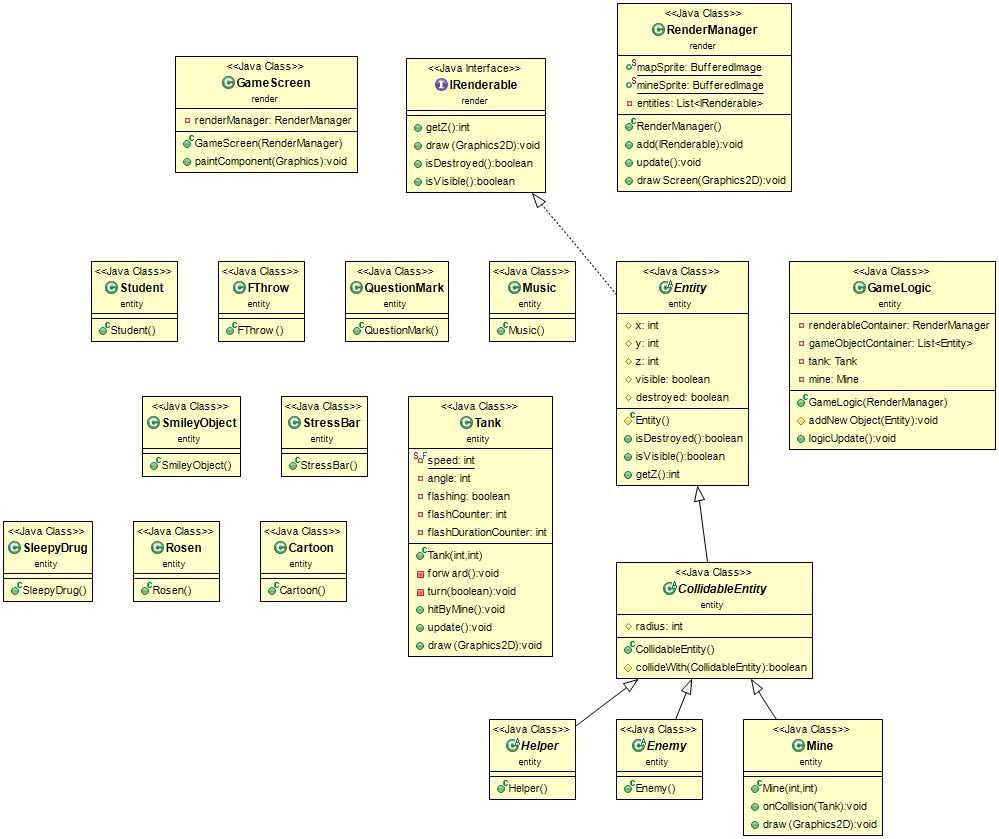 <<Java Class>>
GameScreen
render
renderManager: RenderManager
GameScreen(RenderManager)
paintComponent(Graphics):void
<<Java Interface>>
IRenderable
render
getZ():int
draw(Graphics2D):void
isDestroyed():boolean
isVisible():boolean
<<Java Class>>
RenderManager
render
mapSprite: BufferedImage
mineSprite: BufferedImage
entities: List<IRenderable>
RenderManager()
add(IRenderable):void
update():void
drawScreen(Graphics2D):void
<<Java Class>>
Student
entity
Student()
<<Java Class>>
FThrow
entity
FThrow()
<<Java Class>>
QuestionMark
entity
QuestionMark()
<<Java Class>>
Music
entity
Music()
<<Java Class>>
Entity
entity
x: int
y: int
z: int
visible: boolean
destroyed: boolean
Entity()
isDestroyed():boolean
isVisible():boolean
getZ():int
<<Java Class>>
GameLogic
entity
renderableContainer: RenderManager
gameObjectContainer: List<Entity>
tank: Tank
mine: Mine
GameLogic(RenderManager)
addNewObject(Entity):void
logicUpdate():void
<<Java Class>>
SmileyObject
entity
SmileyObject()
<<Java Class>>
StressBar
entity
StressBar()
<<Java Class>>
Tank
entity
speed: int
angle: int
flashing: boolean
flashCounter: int
flashDurationCounter: int
Tank(int,int)
forward():void
turn(boolean):void
hitByMine():void
update():void
draw(Graphics2D):void
<<Java Class>>
SleepyDrug
entity
SleepyDrug()
<<Java Class>>
Rosen
entity
Rosen()
<<Java Class>>
Cartoon
entity
Cartoon()
<<Java Class>>
CollidableEntity
entity
radius: int
CollidableEntity()
collideWith(CollidableEntity):boolean
<<Java Class>>
Helper
entity
Helper()
<<Java Class>>
Enemy
entity
Enemy()
<<Java Class>>
Mine
entity
Mine(int,int)
onCollision(Tank):void
draw(Graphics2D):void